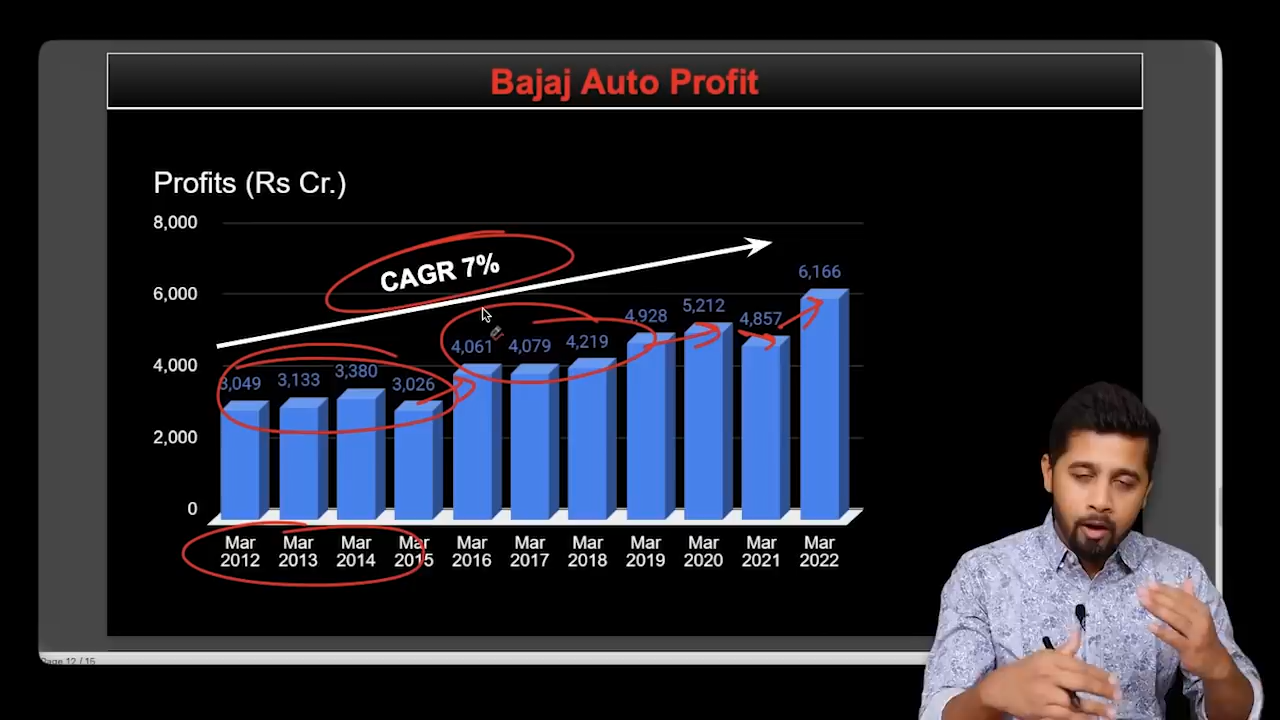 Bajaj Auto Profit
Profits (Rs Cr.)
8,000
6,000
4,000
2,000
0
CAGR 7%
3,049
3,133
3,380
3,026
4,061
4,079
4,219
4,928
5,212
4,857
6,166
Mar 2012
Mar 2013
Mar 2014
Mar 2015
Mar 2016
Mar 2017
Mar 2018
Mar 2019
Mar 2020
Mar 2021
Mar 2022
Page 12 / 15